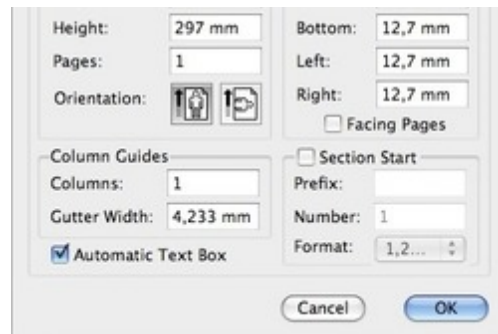 Height: 297 mm
Pages: 1
Orientation:
Bottom: 12,7 mm
Left: 12,7 mm
Right: 12,7 mm
Facing Pages
Column Guides
Columns: 1
Gutter Width: 4,233 mm
Automatic Text Box
Section Start
Prefix:
Number: 1
Format: 1,2...
Cancel
OK